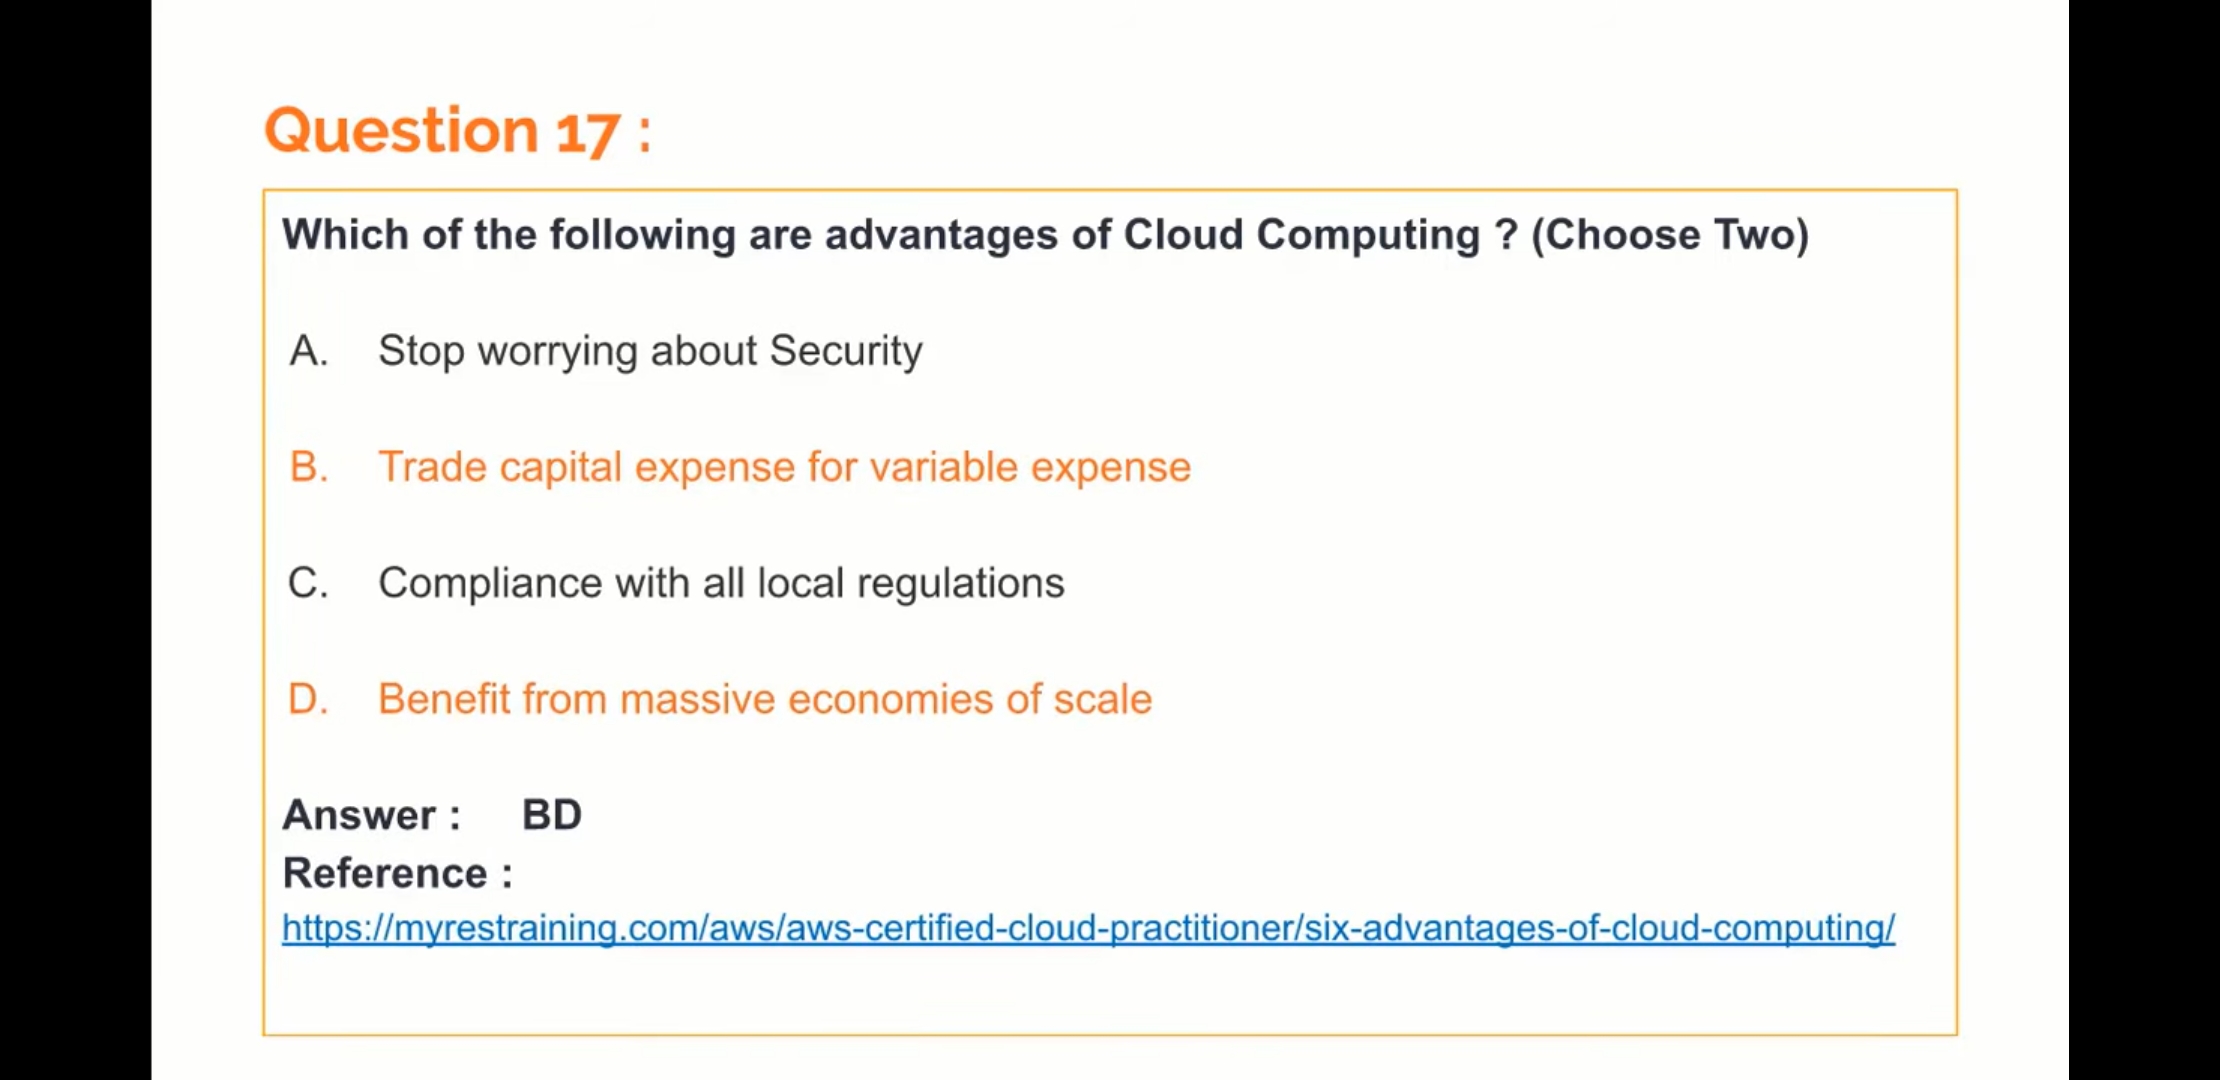 Question 17 :
Which of the following are advantages of Cloud Computing ? (Choose Two)
A. Stop worrying about Security
B. Trade capital expense for variable expense
C. Compliance with all local regulations
D. Benefit from massive economies of scale
Answer : BD
Reference :
https://myrestraining.com/aws/aws-certified-cloud-practitioner/six-advantages-of-cloud-computing/